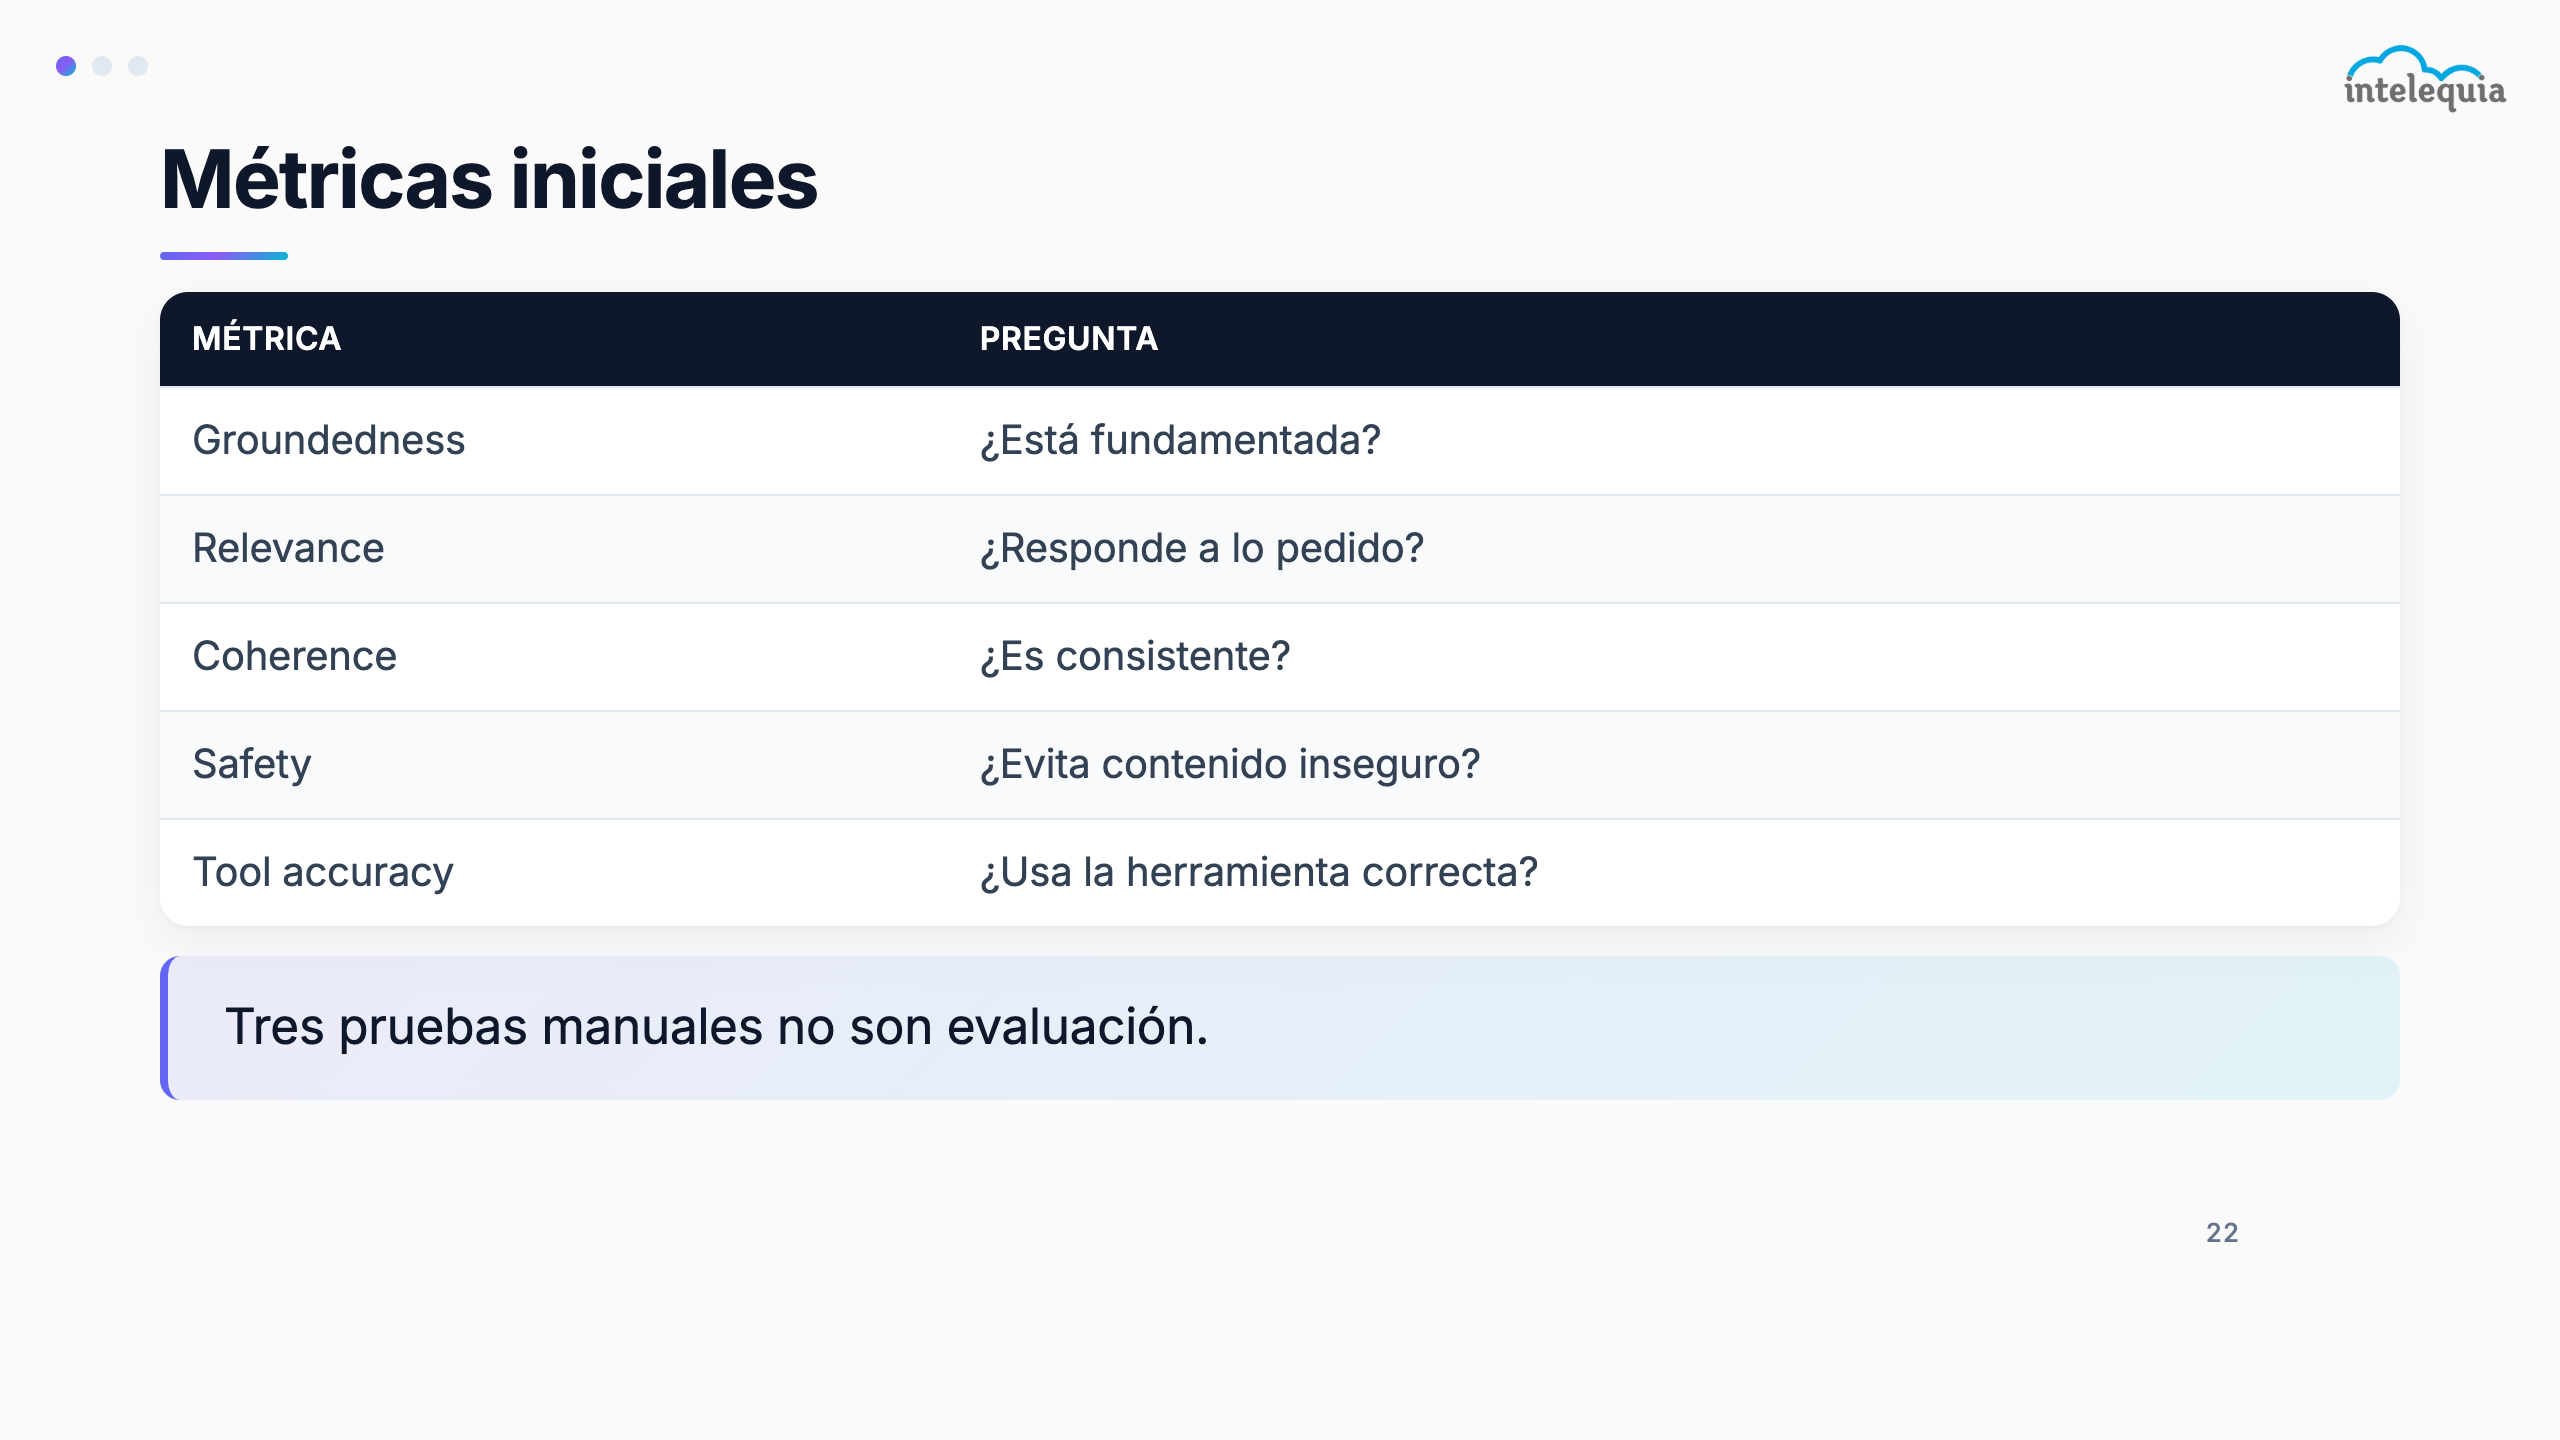 intelequia
Métricas iniciales
MÉTRICA PREGUNTA
Groundedness ¿Está fundamentada?
Relevance ¿Responde a lo pedido?
Coherence ¿Es consistente?
Safety ¿Evita contenido inseguro?
Tool accuracy ¿Usa la herramienta correcta?
Tres pruebas manuales no son evaluación.
22